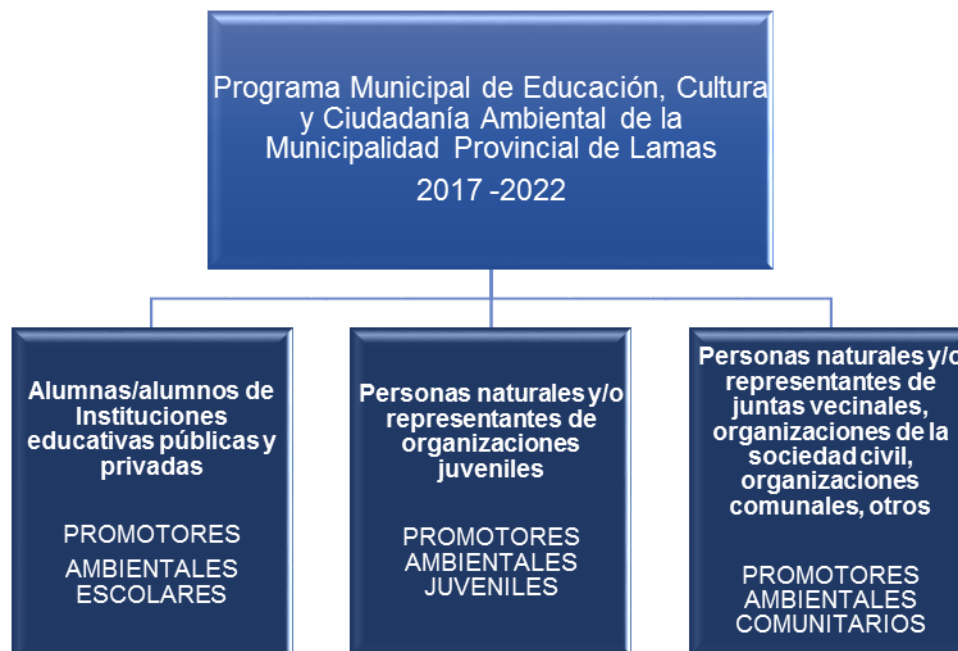 Programa Municipal de Educación, Cultura
y Ciudadanía Ambiental de la
Municipalidad Provincial de Lamas
2017 -2022
Alumnas/alumnos de
Instituciones
educativas públicas y
privadas
PROMOTORES
AMBIENTALES
ESCOLARES
Personas naturales y/o
representantes de
organizaciones
juveniles
PROMOTORES
AMBIENTALES
JUVENILES
Personas naturales y/o
representantes de
juntas vecinales,
organizaciones de la
sociedad civil,
organizaciones
comunales, otros
PROMOTORES
AMBIENTALES
COMUNITARIOS